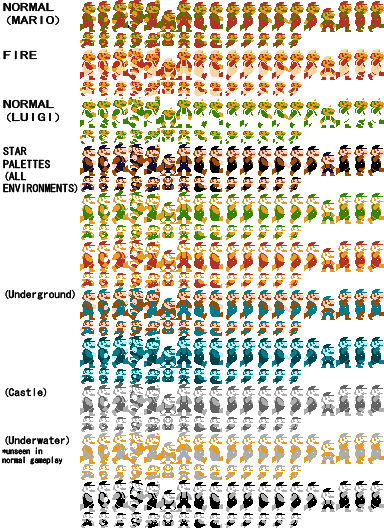 NORMAL
(MARIO)
FIRE
NORMAL
(LUIGI)
STAR
PALETTES
(ALL
ENVIRONMENTS)
(Underground)
(Castle)
(Underwater)
*unseen in
normal gameplay